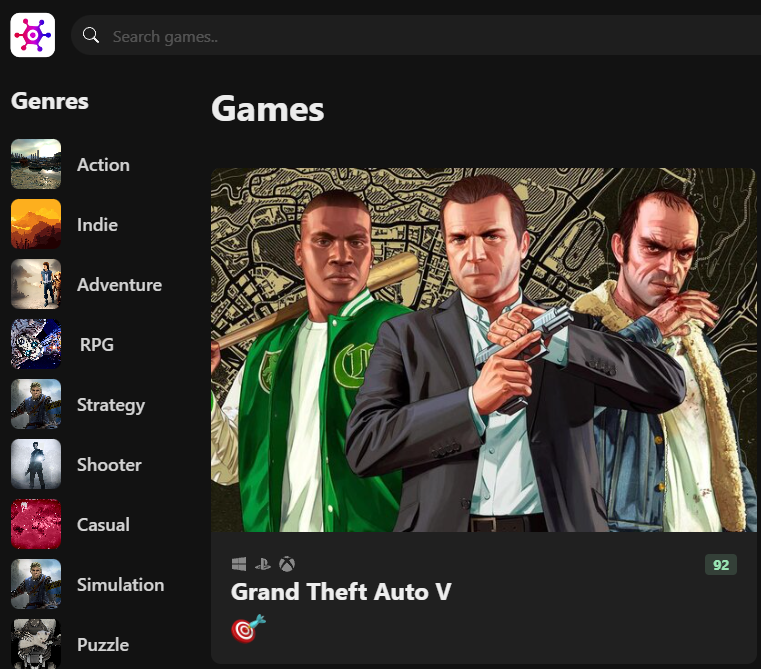 Search games..
Genres
Games
Action
Indie
Adventure
RPG
Strategy
Shooter
Casual
Simulation
Puzzle
92
Grand Theft Auto V